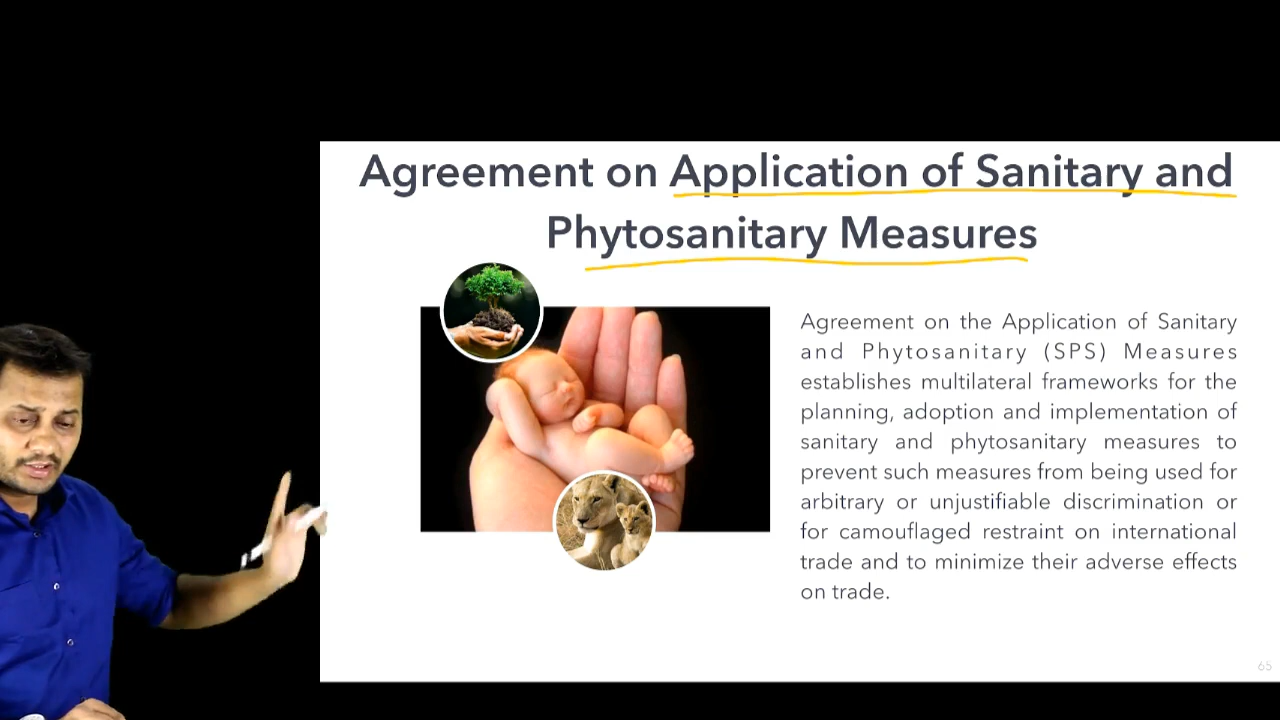 Agreement on Application of Sanitary and
Phytosanitary Measures
Agreement on the Application of Sanitary
and Phytosanitary (SPS) Measures
establishes multilateral frameworks for the
planning, adoption and implementation of
sanitary and phytosanitary measures to
prevent such measures from being used for
arbitrary or unjustifiable discrimination or
for camouflaged restraint on international
trade and to minimize their adverse effects
on trade.
65